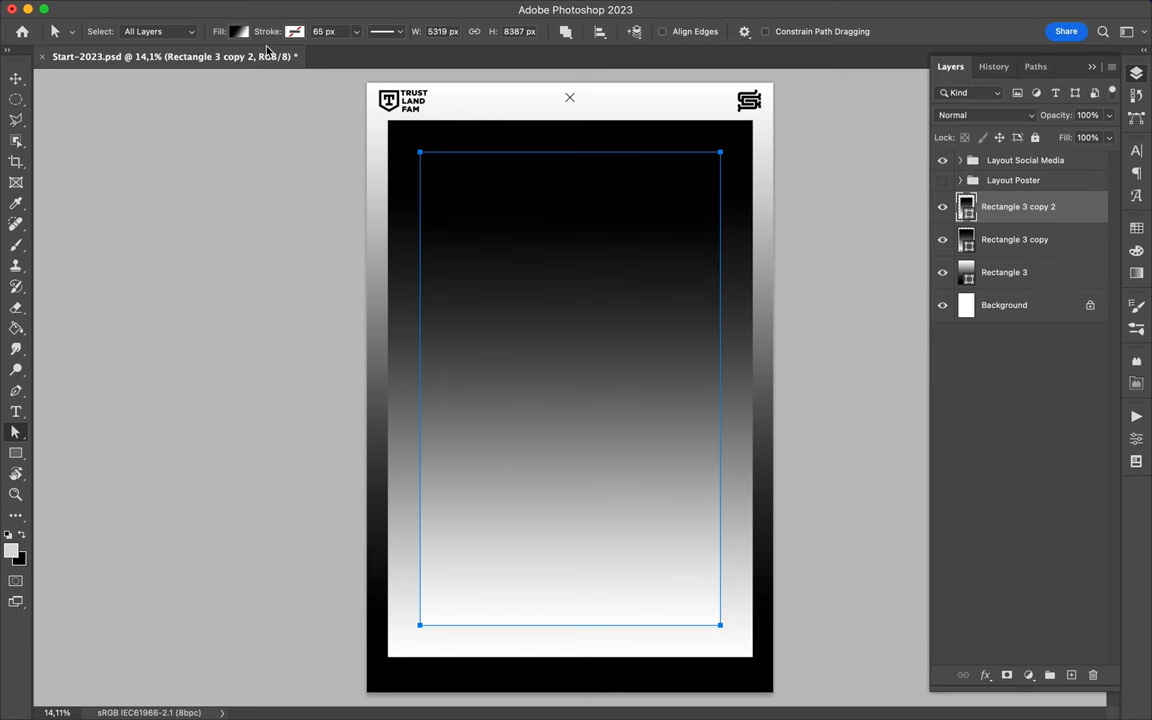 Adobe Photoshop 2023
Select: All Layers Fill: Stroke: 65 px W: 5319 px H: 8387 px Align Edges Constrain Path Dragging Share
× Start-2023.psd @ 14,1% (Rectangle 3 copy 2, RGB/8) *
TRUST
LAND
FAM
Layers History Paths
Kind
Normal Opacity: 100%
Lock: Fill: 100%
Layout Social Media
Layout Poster
Rectangle 3 copy 2
Rectangle 3 copy
Rectangle 3
Background
14,11% sRGB IEC61966-2.1 (8bpc)